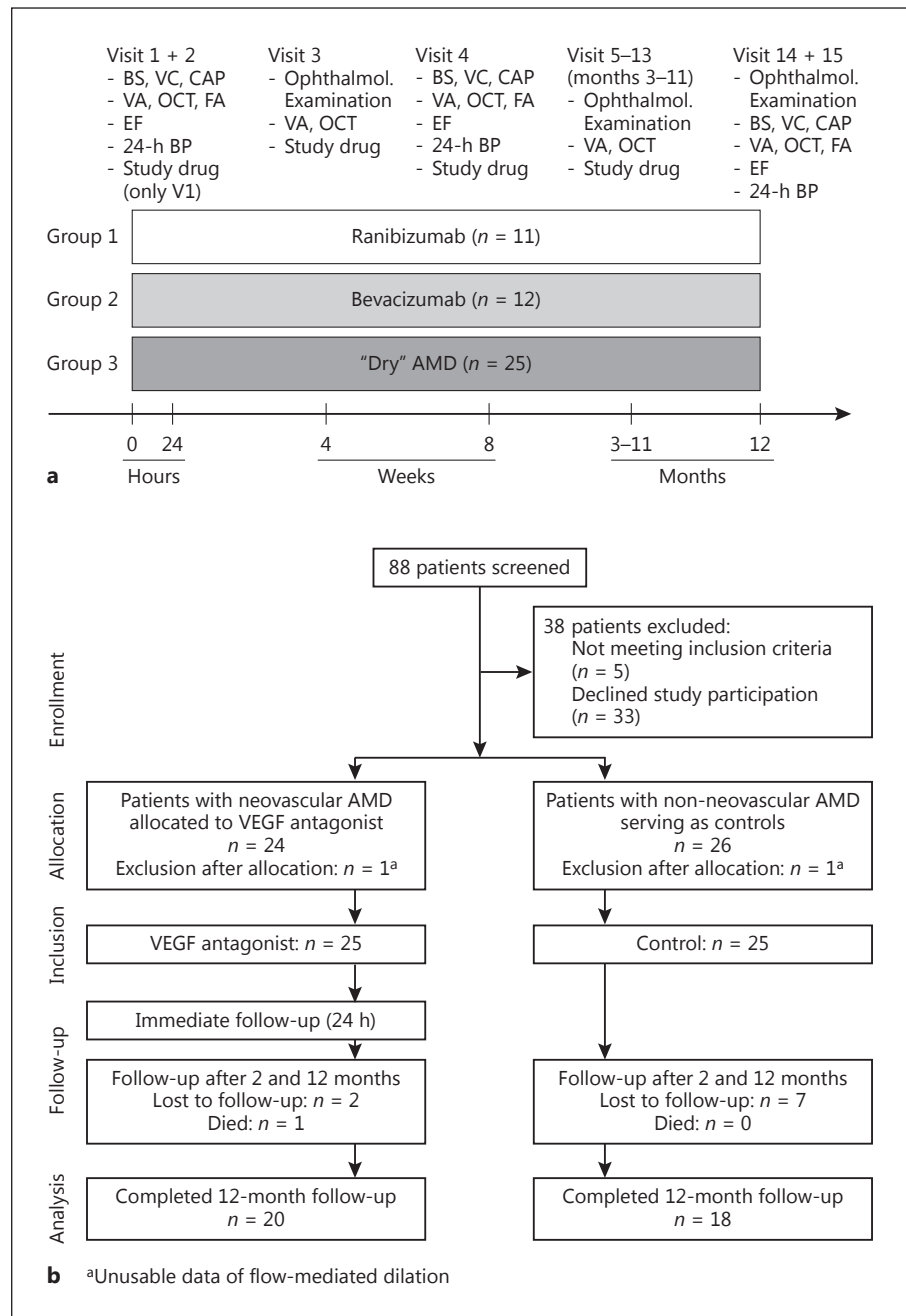 Visit 1 + 2
- BS, VC, CAP
- VA, OCT, FA
- EF
- 24-h BP
- Study drug
(only V1)
Visit 3
- Ophthalmol.
Examination
- VA, OCT
- Study drug
Visit 4
- BS, VC, CAP
- VA, OCT, FA
- EF
- 24-h BP
- Study drug
Visit 5–13
(months 3–11)
- Ophthalmol.
Examination
- VA, OCT
- Study drug
Visit 14 + 15
- Ophthalmol.
Examination
- BS, VC, CAP
- VA, OCT, FA
- EF
- 24-h BP
Group 1
Ranibizumab (n = 11)
Group 2
Bevacizumab (n = 12)
Group 3
"Dry" AMD (n = 25)
0 24 4 8 3–11 12
a Hours Weeks Months
88 patients screened
Enrollment
38 patients excluded:
Not meeting inclusion criteria
(n = 5)
Declined study participation
(n = 33)
Allocation
Patients with neovascular AMD
allocated to VEGF antagonist
n = 24
Exclusion after allocation: n = 1a
Patients with non-neovascular AMD
serving as controls
n = 26
Exclusion after allocation: n = 1a
Inclusion
VEGF antagonist: n = 25
Control: n = 25
Follow-up
Immediate follow-up (24 h)
Follow-up after 2 and 12 months
Lost to follow-up: n = 2
Died: n = 1
Follow-up after 2 and 12 months
Lost to follow-up: n = 7
Died: n = 0
Analysis
Completed 12-month follow-up
n = 20
Completed 12-month follow-up
n = 18
b aUnusable data of flow-mediated dilation